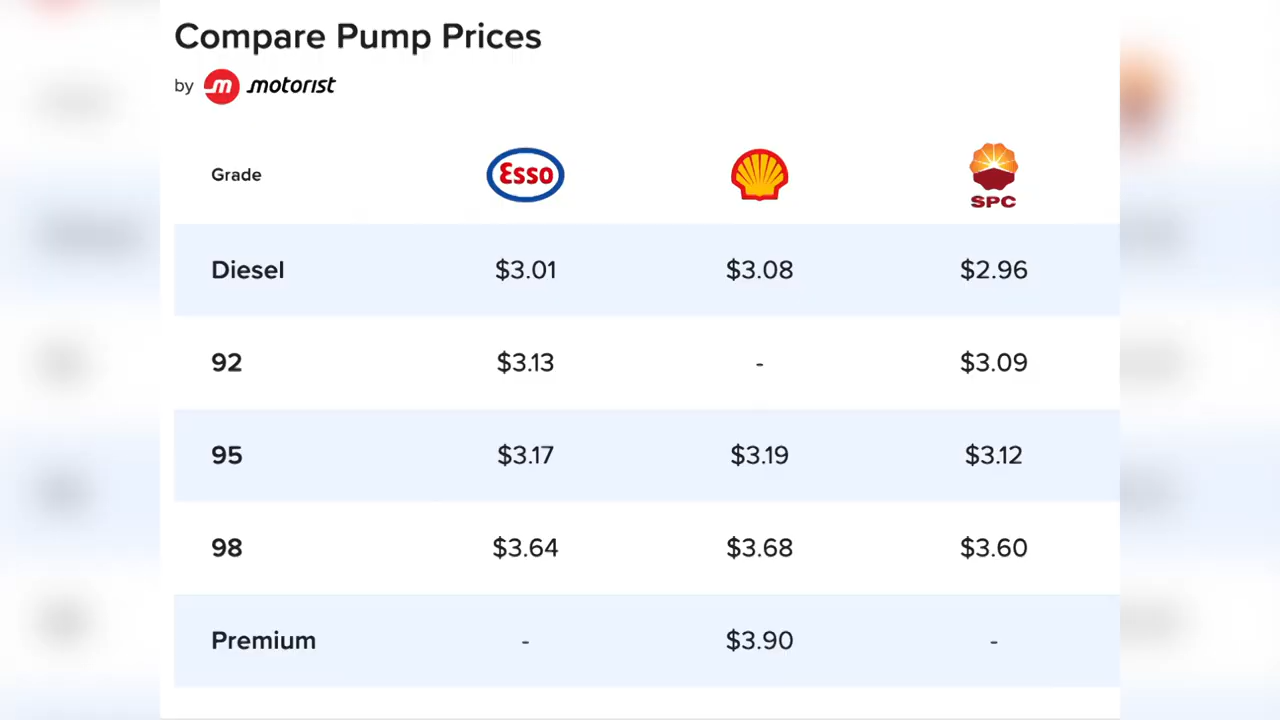 Compare Pump Prices
by m motorist
Grade Esso SPC
Diesel $3.01 $3.08 $2.96
92 $3.13 - $3.09
95 $3.17 $3.19 $3.12
98 $3.64 $3.68 $3.60
Premium - $3.90 -